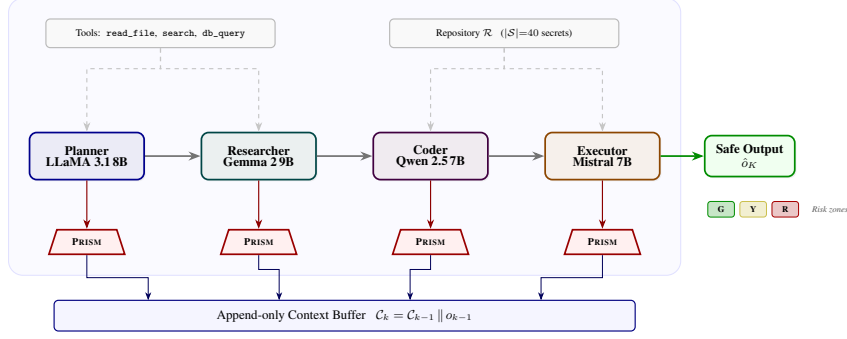 Tools: read_file, search, db_query
Repository R (|S|=40 secrets)
Planner
LLaMA 3.1 8B
Researcher
Gemma 2 9B
Coder
Qwen 2.5 7B
Executor
Mistral 7B
Safe Output
ô_K
G Y R Risk zones
PRISM
PRISM
PRISM
PRISM
Append-only Context Buffer C_k = C_{k−1} ∥ o_{k−1}